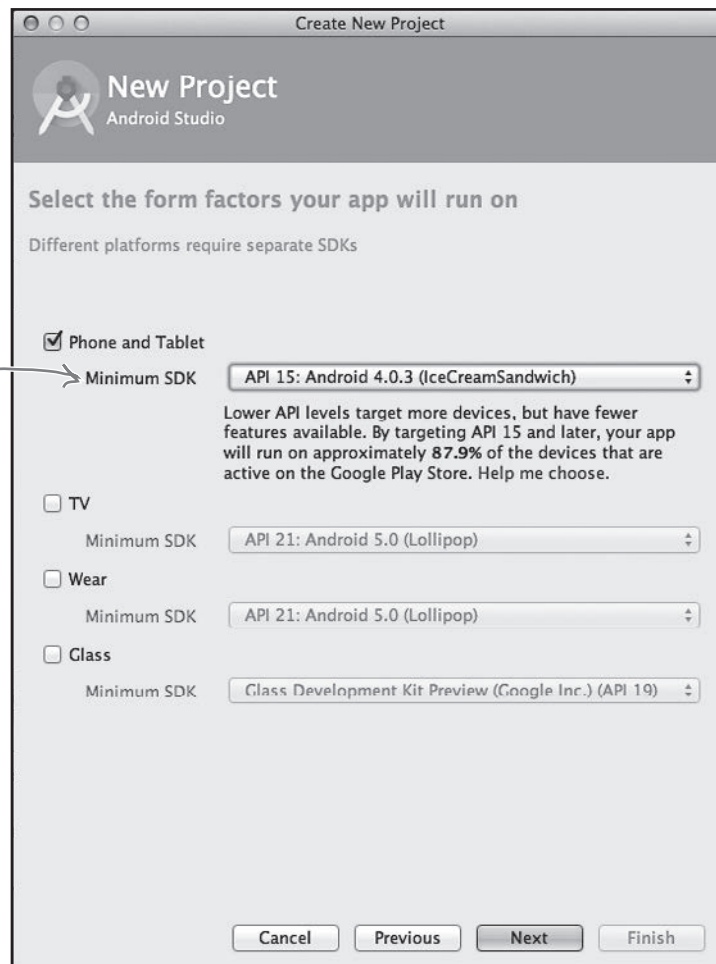 Create New Project
New Project
Android Studio
Select the form factors your app will run on
Different platforms require separate SDKs
Phone and Tablet
Minimum SDK API 15: Android 4.0.3 (IceCreamSandwich)
Lower API levels target more devices, but have fewer
features available. By targeting API 15 and later, your app
will run on approximately 87.9% of the devices that are
active on the Google Play Store. Help me choose.
TV
Minimum SDK API 21: Android 5.0 (Lollipop)
Wear
Minimum SDK API 21: Android 5.0 (Lollipop)
Glass
Minimum SDK Glass Development Kit Preview (Google Inc.) (API 19)
Cancel Previous Next Finish